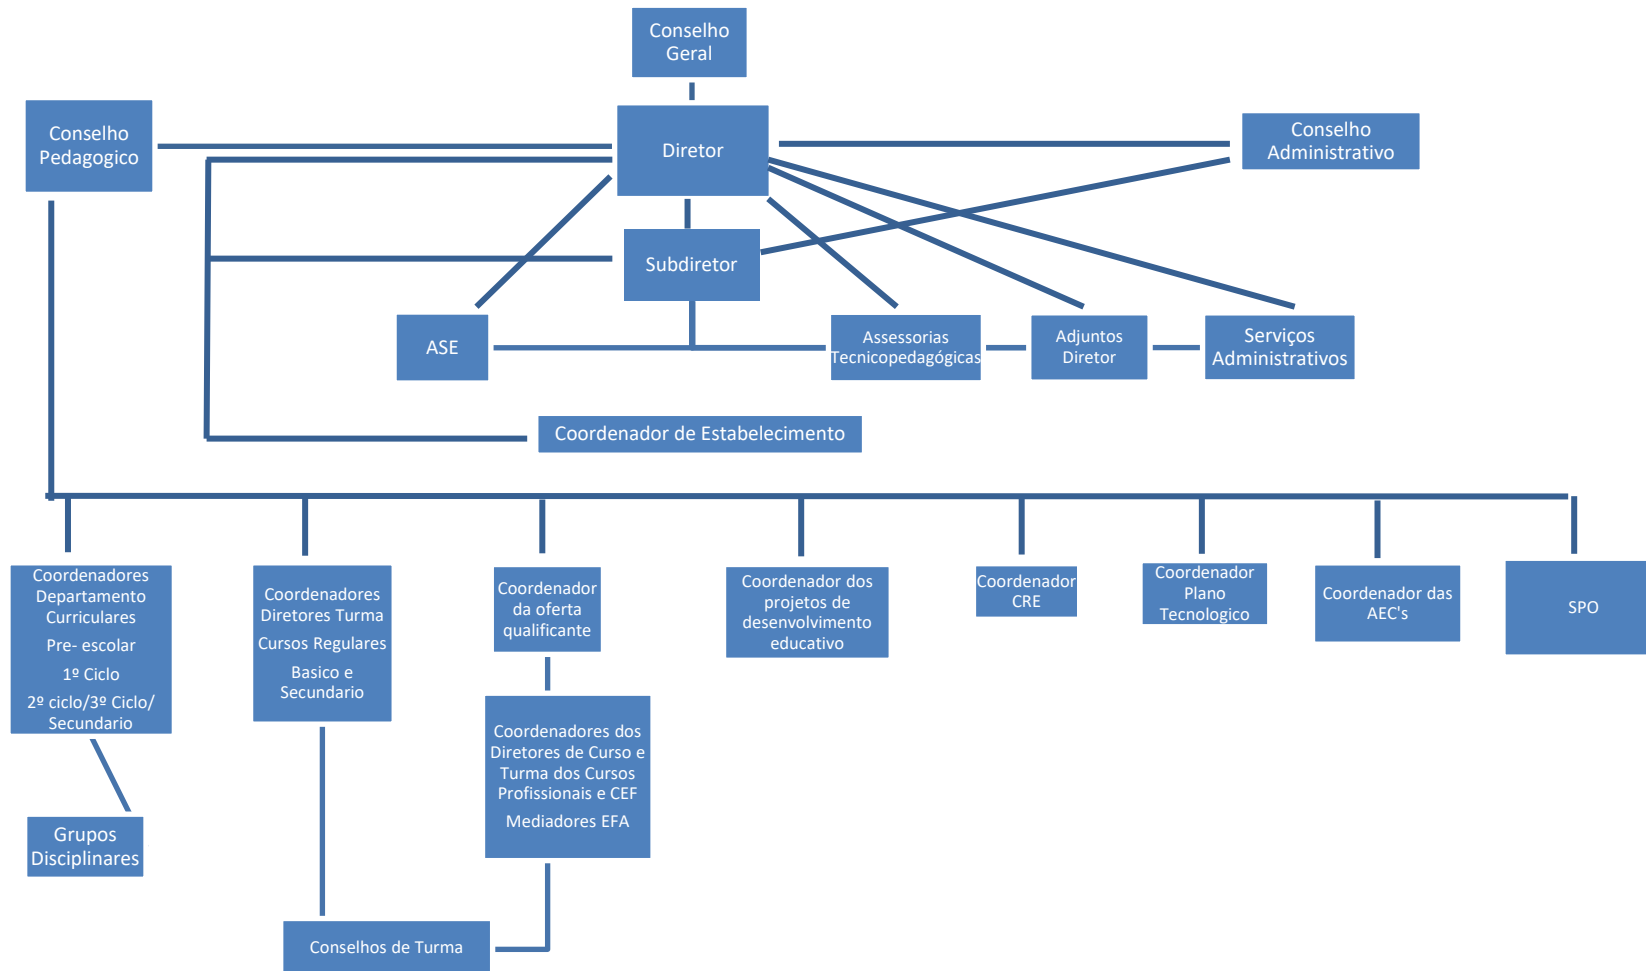 Conselho
Geral
Conselho
Pedagogico
Diretor
Conselho
Administrativo
Subdiretor
ASE
Assessorias
Tecnicopedagógicas
Adjuntos
Diretor
Serviços
Administrativos
Coordenador de Estabelecimento
Coordenadores
Departamento
Curriculares
Pre- escolar
1º Ciclo
2º ciclo/3º Ciclo/
Secundario
Coordenadores
Diretores Turma
Cursos Regulares
Basico e
Secundario
Coordenador
da oferta
qualificante
Coordenador dos
projetos de
desenvolvimento
educativo
Coordenador
CRE
Coordenador
Plano
Tecnologico
Coordenador das
AEC's
SPO
Coordenadores dos
Diretores de Curso e
Turma dos Cursos
Profissionais e CEF
Mediadores EFA
Grupos
Disciplinares
Conselhos de Turma